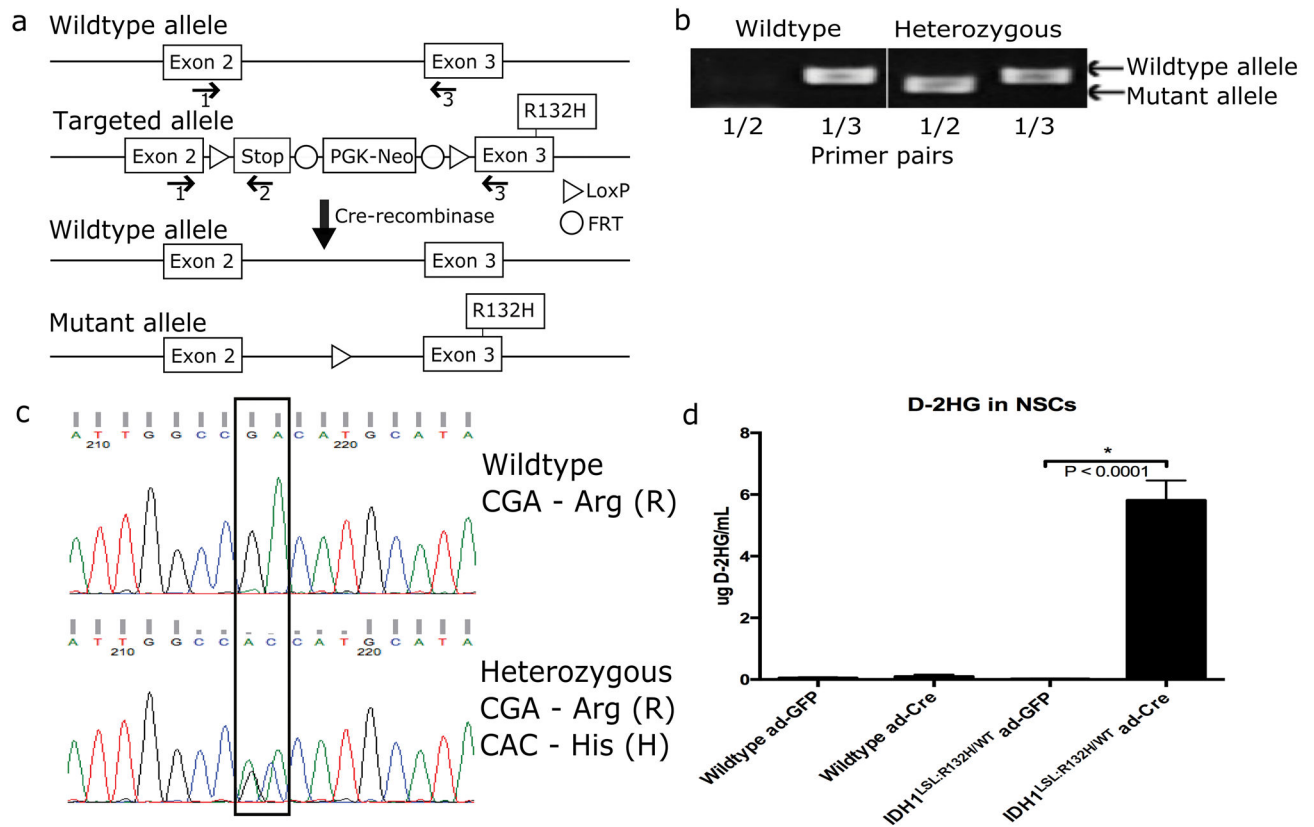 a
Wildtype allele
Exon 2
Exon 3
1
3
Targeted allele
R132H
Exon 2
Stop
PGK-Neo
Exon 3
1
2
3
LoxP
FRT
Cre-recombinase
Wildtype allele
Exon 2
Exon 3
Mutant allele
R132H
Exon 2
Exon 3
b
Wildtype
Heterozygous
Wildtype allele
Mutant allele
1/2 1/3 1/2 1/3
Primer pairs
c
A T T G G C C G A C A T G C A T A
210 220
Wildtype
CGA - Arg (R)
A T T G G C C A C C A T G C A T A
210 220
Heterozygous
CGA - Arg (R)
CAC - His (H)
d
D-2HG in NSCs
ug D-2HG/mL
8
6
4
2
0
*
P < 0.0001
Wildtype ad-GFP
Wildtype ad-Cre
IDH1LSL:R132H/WT ad-GFP
IDH1LSL:R132H/WT ad-Cre